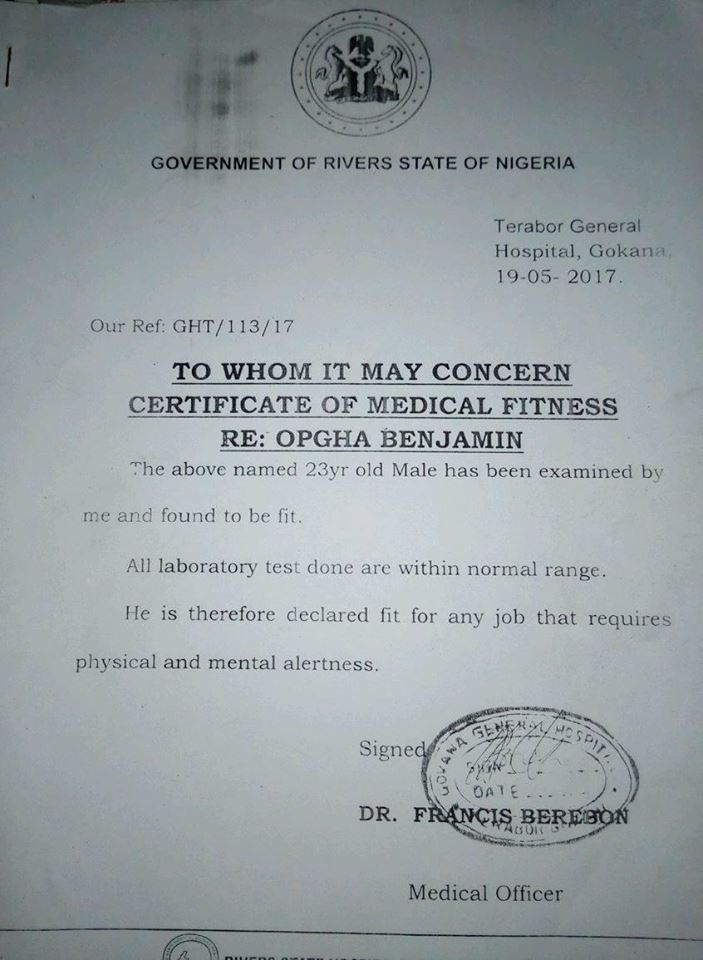 GOVERNMENT OF RIVERS STATE OF NIGERIA
Terabor General
Hospital, Gokana,
19-05- 2017.
Our Ref: GHT/113/17
TO WHOM IT MAY CONCERN
CERTIFICATE OF MEDICAL FITNESS
RE: OPGHA BENJAMIN
The above named 23yr old Male has been examined by
me and found to be fit.
All laboratory test done are within normal range.
He is therefore declared fit for any job that requires
physical and mental alertness.
Signed
GOKANA GENERAL HOSPITAL
SIGN
DATE
DR. FRANCIS BEREBON
Medical Officer
RIVERS STATE